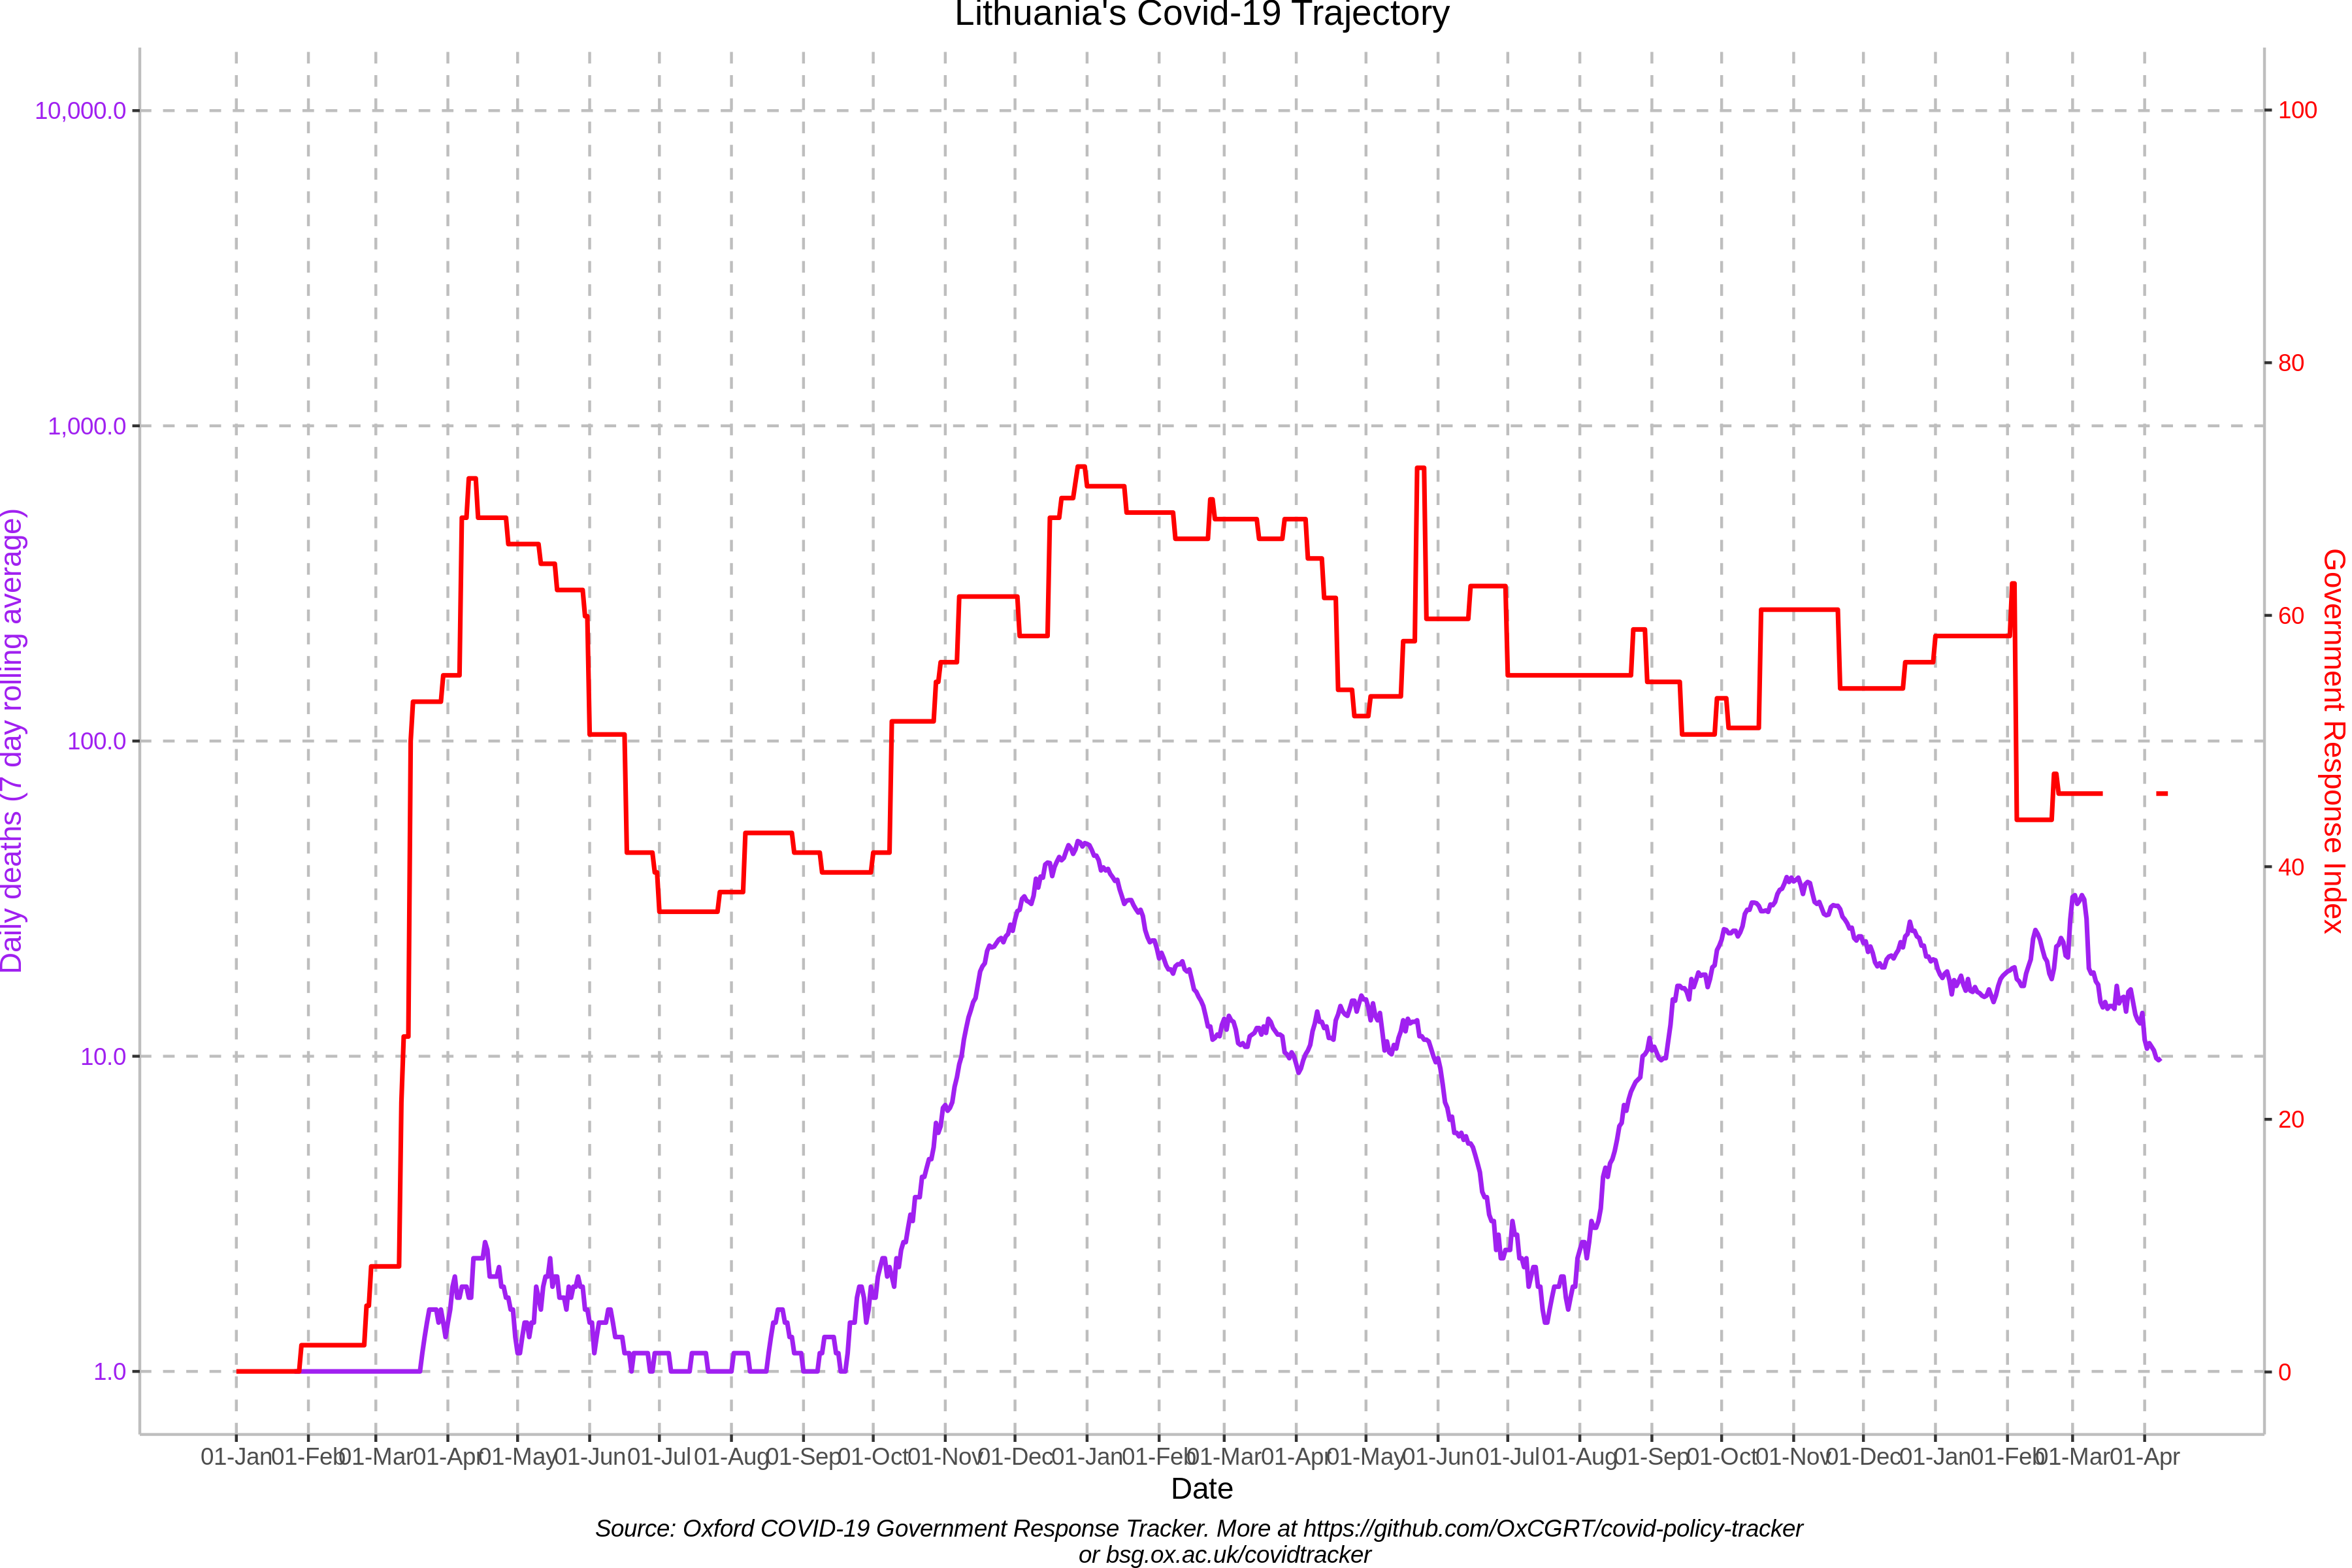 Lithuania's Covid-19 Trajectory
10,000.0
1,000.0
100.0
10.0
1.0
Daily deaths (7 day rolling average)
100
80
60
40
20
0
Government Response Index
01-Jan 01-Feb 01-Mar 01-Apr 01-May 01-Jun 01-Jul 01-Aug 01-Sep 01-Oct 01-Nov 01-Dec 01-Jan 01-Feb 01-Mar 01-Apr 01-May 01-Jun 01-Jul 01-Aug 01-Sep 01-Oct 01-Nov 01-Dec 01-Jan 01-Feb 01-Mar 01-Apr
Date
Source: Oxford COVID-19 Government Response Tracker. More at https://github.com/OxCGRT/covid-policy-tracker
or bsg.ox.ac.uk/covidtracker